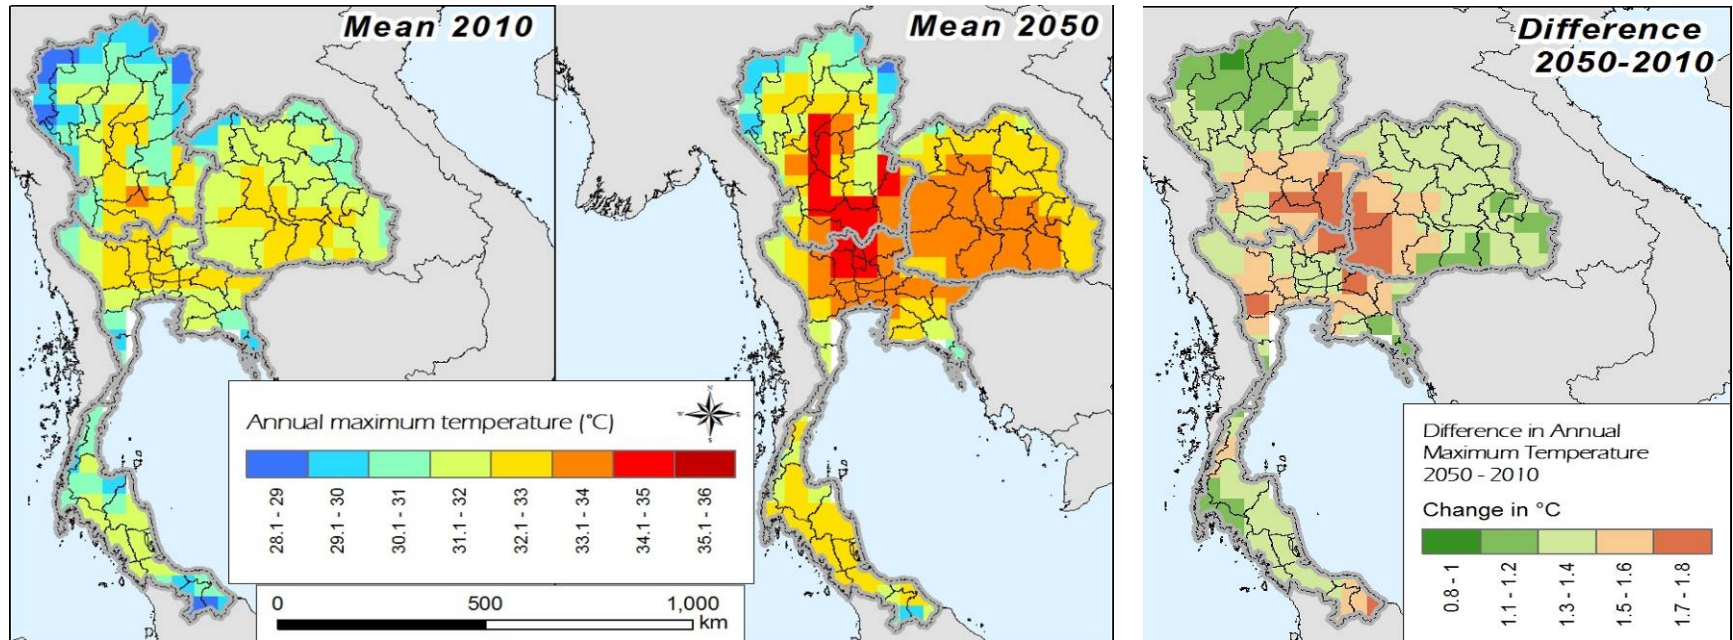 Mean 2010
Annual maximum temperature (°C)
N
W
E
S
28.1 - 29
29.1 - 30
30.1 - 31
31.1 - 32
32.1 - 33
33.1 - 34
34.1 - 35
35.1 - 36
0 500 1,000
km
Mean 2050
Difference
2050-2010
Difference in Annual
Maximum Temperature
2050 - 2010
Change in °C
0.8 - 1
1.1 - 1.2
1.3 - 1.4
1.5 - 1.6
1.7 - 1.8